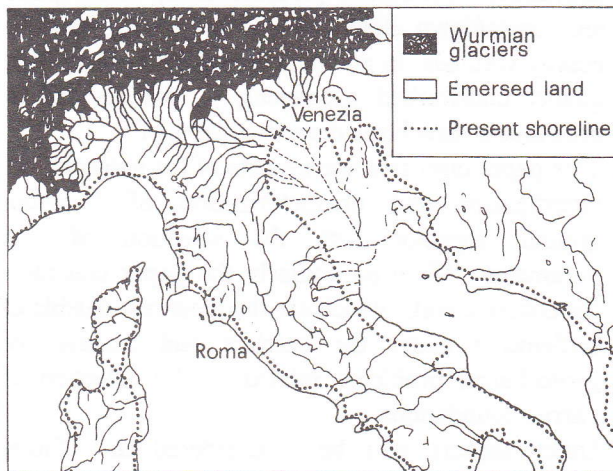 Wurmian
glaciers
Emersed land
Present shoreline
Venezia
Roma